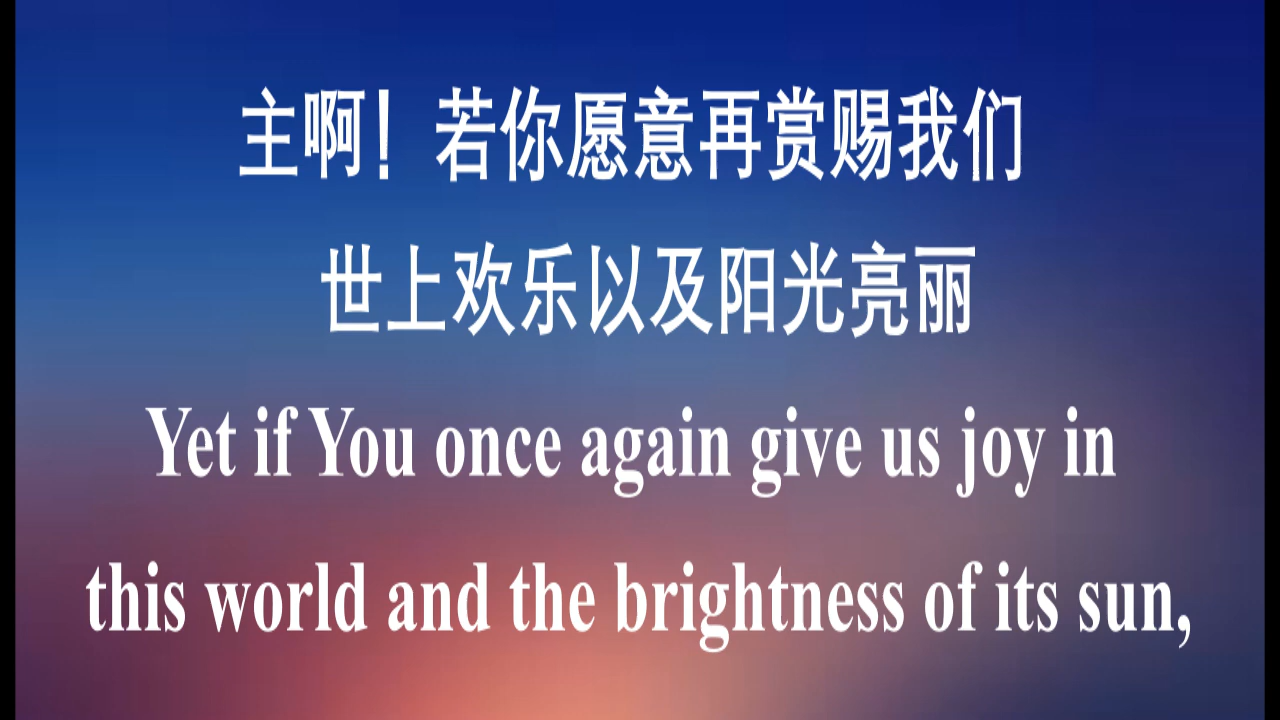 主啊！若你愿意再赏赐我们
世上欢乐以及阳光亮丽
Yet if You once again give us joy in
this world and the brightness of its sun,